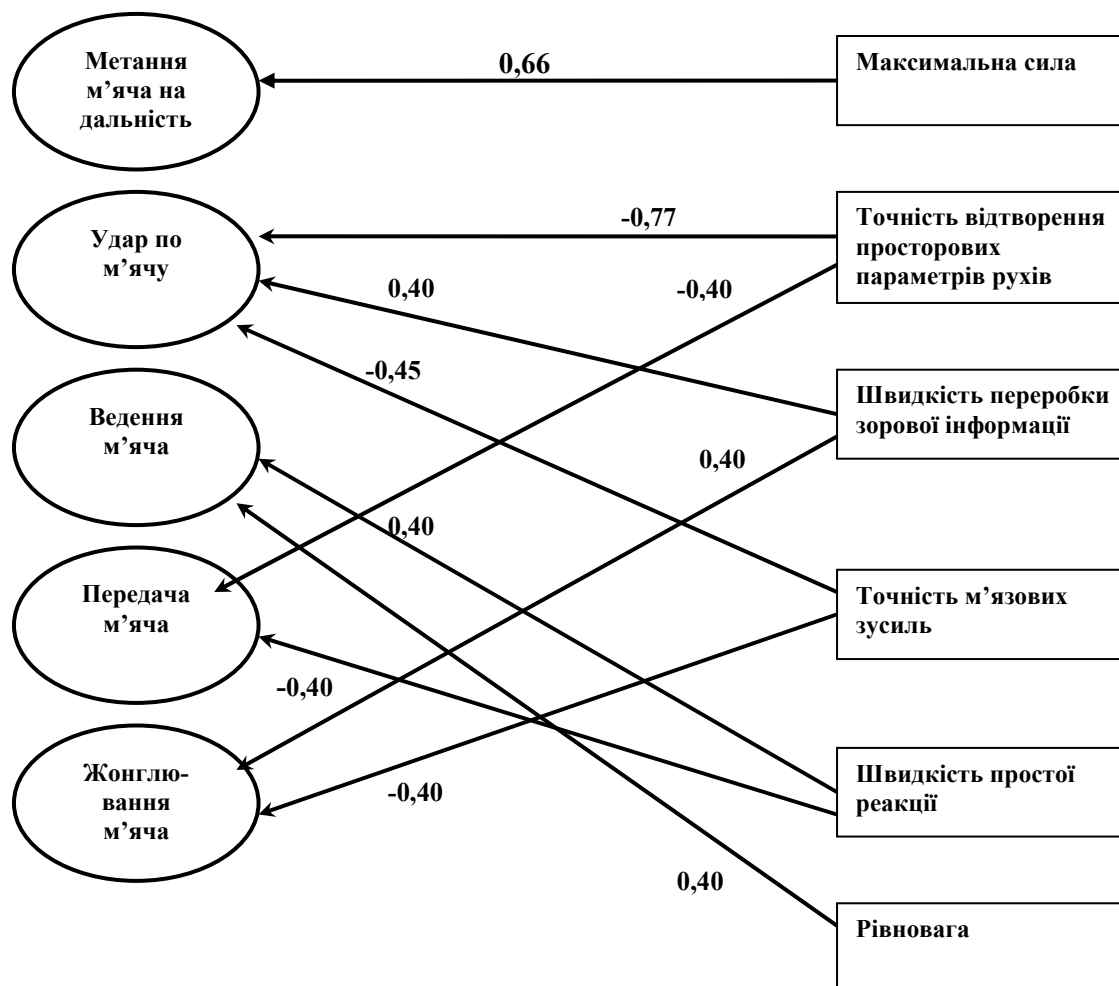 Метання
м’яча на
дальність
0,66
Максимальна сила
Удар по
м’ячу
-0,77
Точність відтворення
просторових
параметрів рухів
0,40
-0,40
-0,45
Ведення
м’яча
Швидкість переробки
зорової інформації
0,40
0,40
Передача
м’яча
Точність м’язових
зусиль
-0,40
Жонглю-
вання
м’яча
-0,40
Швидкість простої
реакції
0,40
Рівновага